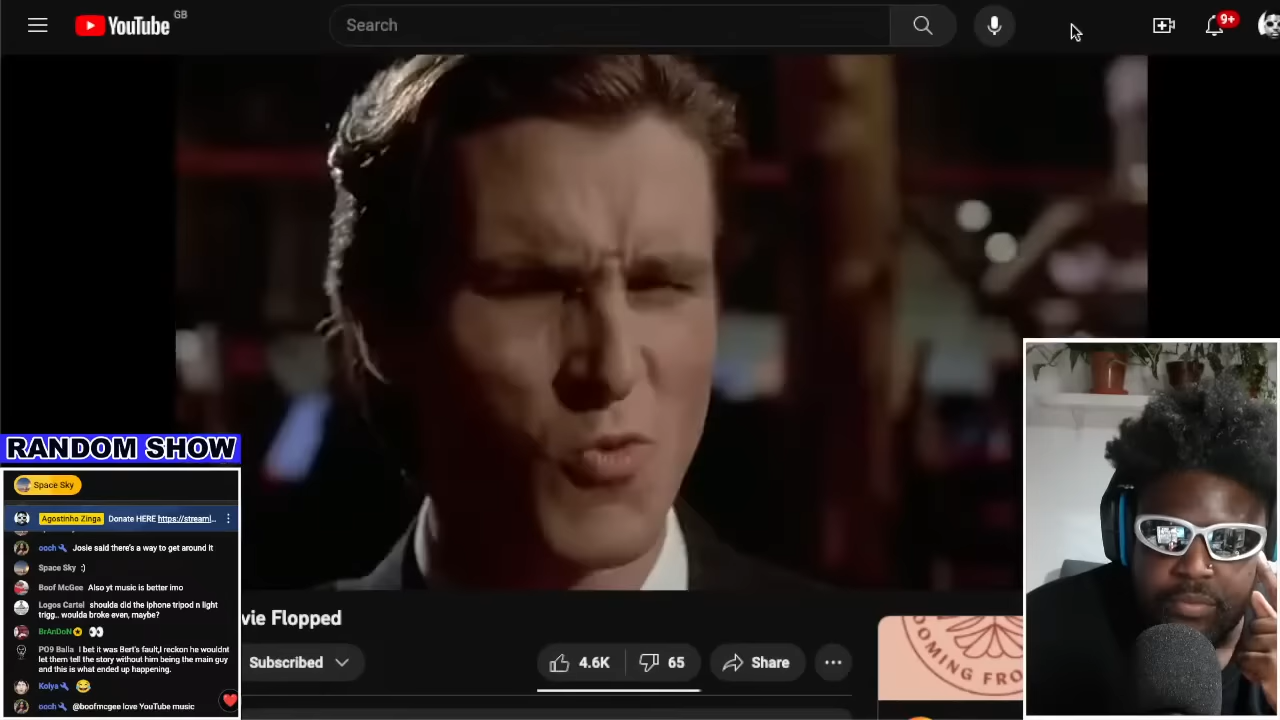 YouTube
GB
Search
9+
RANDOM SHOW
Space Sky
Agostinho Zinga Donate HERE https://streaml...
ooch Josie said there's a way to get around it
Space Sky :)
Boof McGee Also yt music is better imo
Logos Cartel shoulda did the iphone tripod n light
trigg.. woulda broke even, maybe?
BrAnDoN
PO9 Balla I bet it was Bert's fault,I reckon he wouldnt
let them tell the story without him being the main guy
and this is what ended up happening.
Kolya
ooch @boofmcgee love YouTube music
vie Flopped
Subscribed
4.6K
65
Share
OOMING FRO